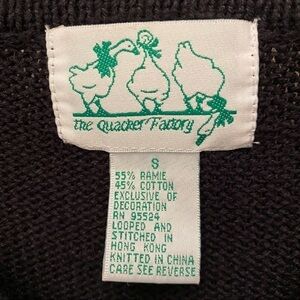 the Quacker Factory
S
55% RAMIE
45% COTTON
EXCLUSIVE OF
DECORATION
RN 95524
LOOPED AND
STITCHED IN
HONG KONG
KNITTED IN CHINA
CARE SEE REVERSE